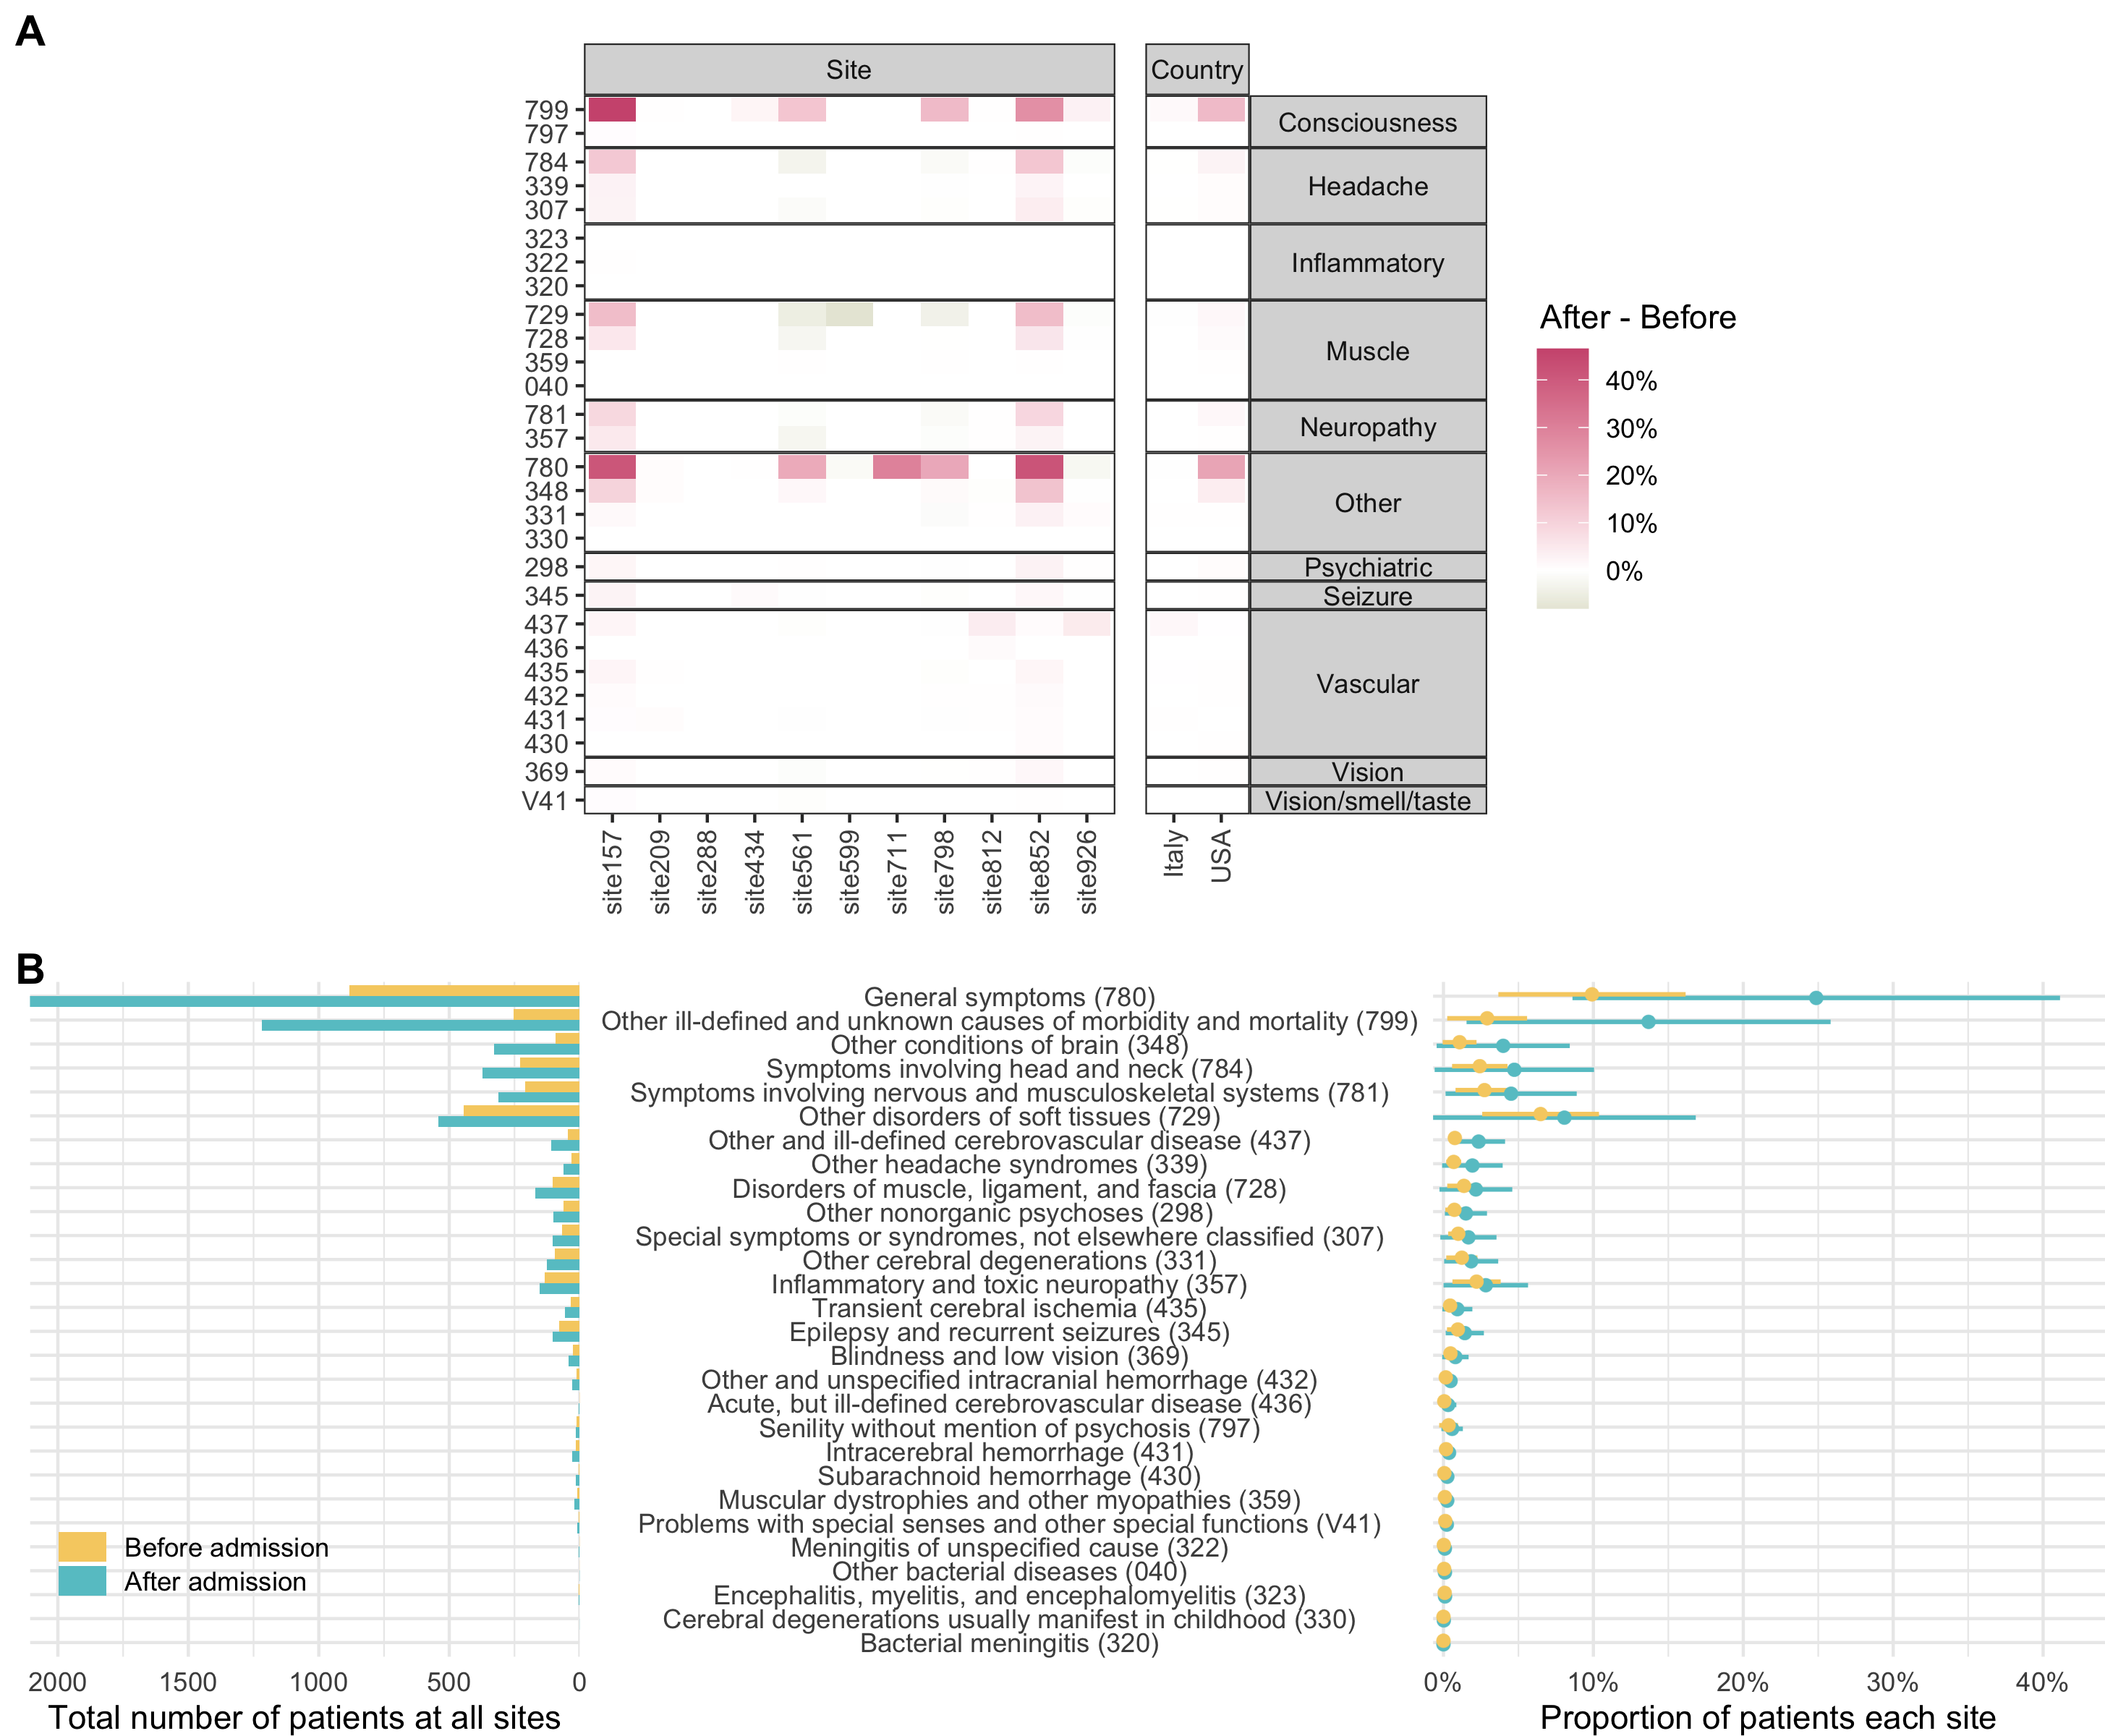 A
Site
Country
799
797
Consciousness
784
339
307
Headache
323
322
320
Inflammatory
729
728
359
040
Muscle
781
357
Neuropathy
780
348
331
330
Other
298
Psychiatric
345
Seizure
437
436
435
432
431
430
Vascular
369
Vision
V41
Vision/smell/taste
site157
site209
site288
site434
site561
site599
site711
site798
site812
site852
site926
Italy
USA
After - Before
40%
30%
20%
10%
0%
B
General symptoms (780)
Other ill-defined and unknown causes of morbidity and mortality (799)
Other conditions of brain (348)
Symptoms involving head and neck (784)
Symptoms involving nervous and musculoskeletal systems (781)
Other disorders of soft tissues (729)
Other and ill-defined cerebrovascular disease (437)
Other headache syndromes (339)
Disorders of muscle, ligament, and fascia (728)
Other nonorganic psychoses (298)
Special symptoms or syndromes, not elsewhere classified (307)
Other cerebral degenerations (331)
Inflammatory and toxic neuropathy (357)
Transient cerebral ischemia (435)
Epilepsy and recurrent seizures (345)
Blindness and low vision (369)
Other and unspecified intracranial hemorrhage (432)
Acute, but ill-defined cerebrovascular disease (436)
Senility without mention of psychosis (797)
Intracerebral hemorrhage (431)
Subarachnoid hemorrhage (430)
Muscular dystrophies and other myopathies (359)
Problems with special senses and other special functions (V41)
Meningitis of unspecified cause (322)
Other bacterial diseases (040)
Encephalitis, myelitis, and encephalomyelitis (323)
Cerebral degenerations usually manifest in childhood (330)
Bacterial meningitis (320)
Before admission
After admission
2000 1500 1000 500 0
Total number of patients at all sites
0% 10% 20% 30% 40%
Proportion of patients each site